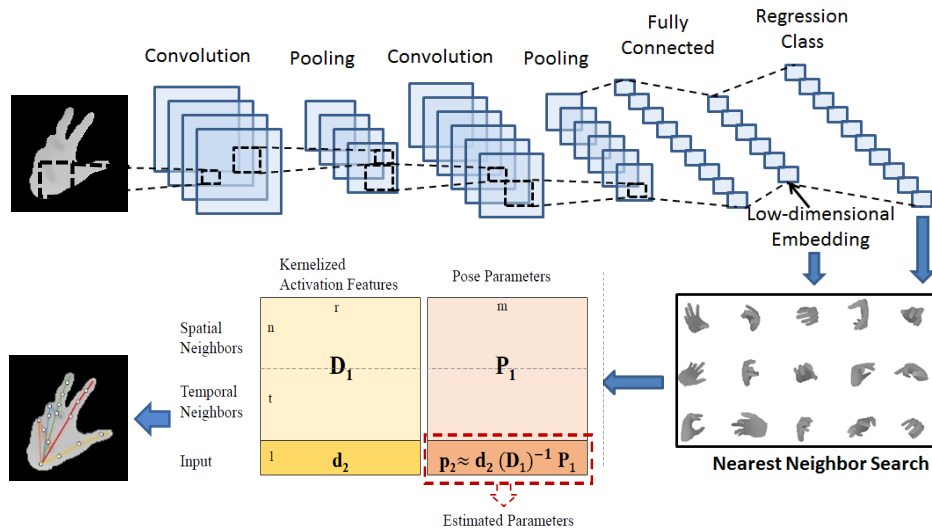 Convolution
Pooling
Convolution
Pooling
Fully
Connected
Regression
Class
Low-dimensional
Embedding
Kernelized
Activation Features
Pose Parameters
Spatial
Neighbors
n
r
m
D₁
P₁
Temporal
Neighbors
t
Input
1
d₂
p₂ ≈ d₂ (D₁)⁻¹ P₁
Estimated Parameters
Nearest Neighbor Search